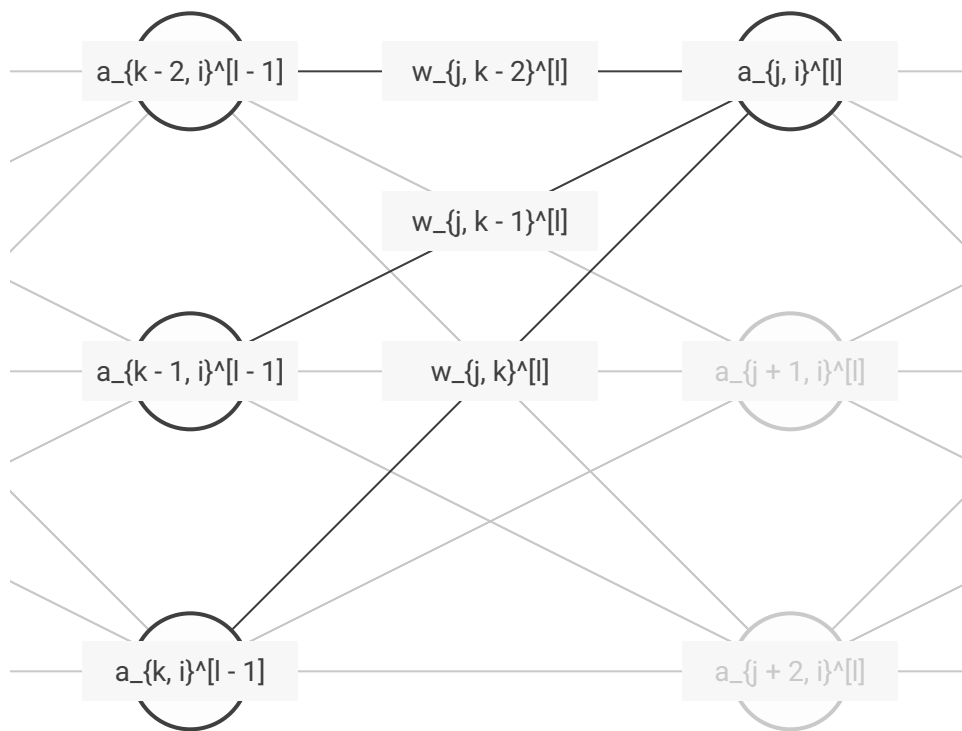 a_{k - 2, i}^[l - 1]
w_{j, k - 2}^[l]
a_{j, i}^[l]
w_{j, k - 1}^[l]
a_{k - 1, i}^[l - 1]
w_{j, k}^[l]
a_{j + 1, i}^[l]
a_{k, i}^[l - 1]
a_{j + 2, i}^[l]